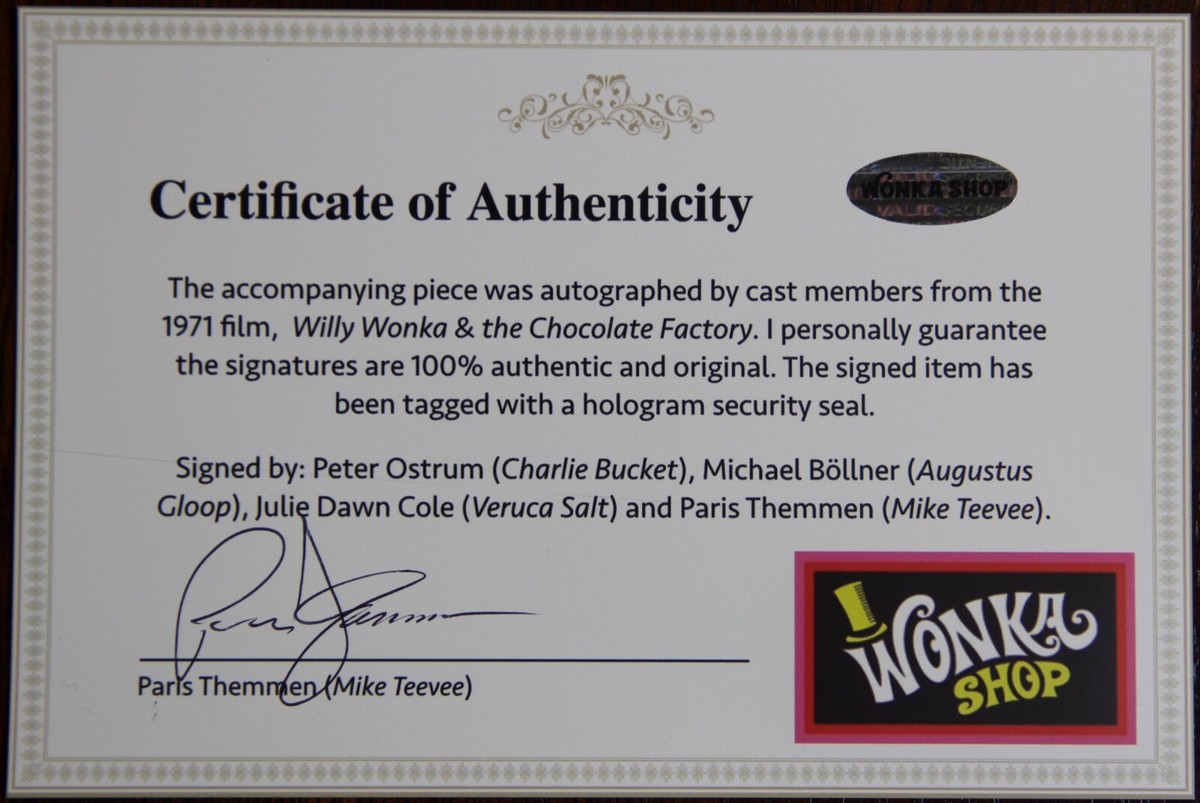 Certificate of Authenticity
WONKA SHOP
VALID SECURE
The accompanying piece was autographed by cast members from the
1971 film, Willy Wonka & the Chocolate Factory. I personally guarantee
the signatures are 100% authentic and original. The signed item has
been tagged with a hologram security seal.
Signed by: Peter Ostrum (Charlie Bucket), Michael Böllner (Augustus
Gloop), Julie Dawn Cole (Veruca Salt) and Paris Themmen (Mike Teevee).
Paris Themmen (Mike Teevee)
WONKA
SHOP